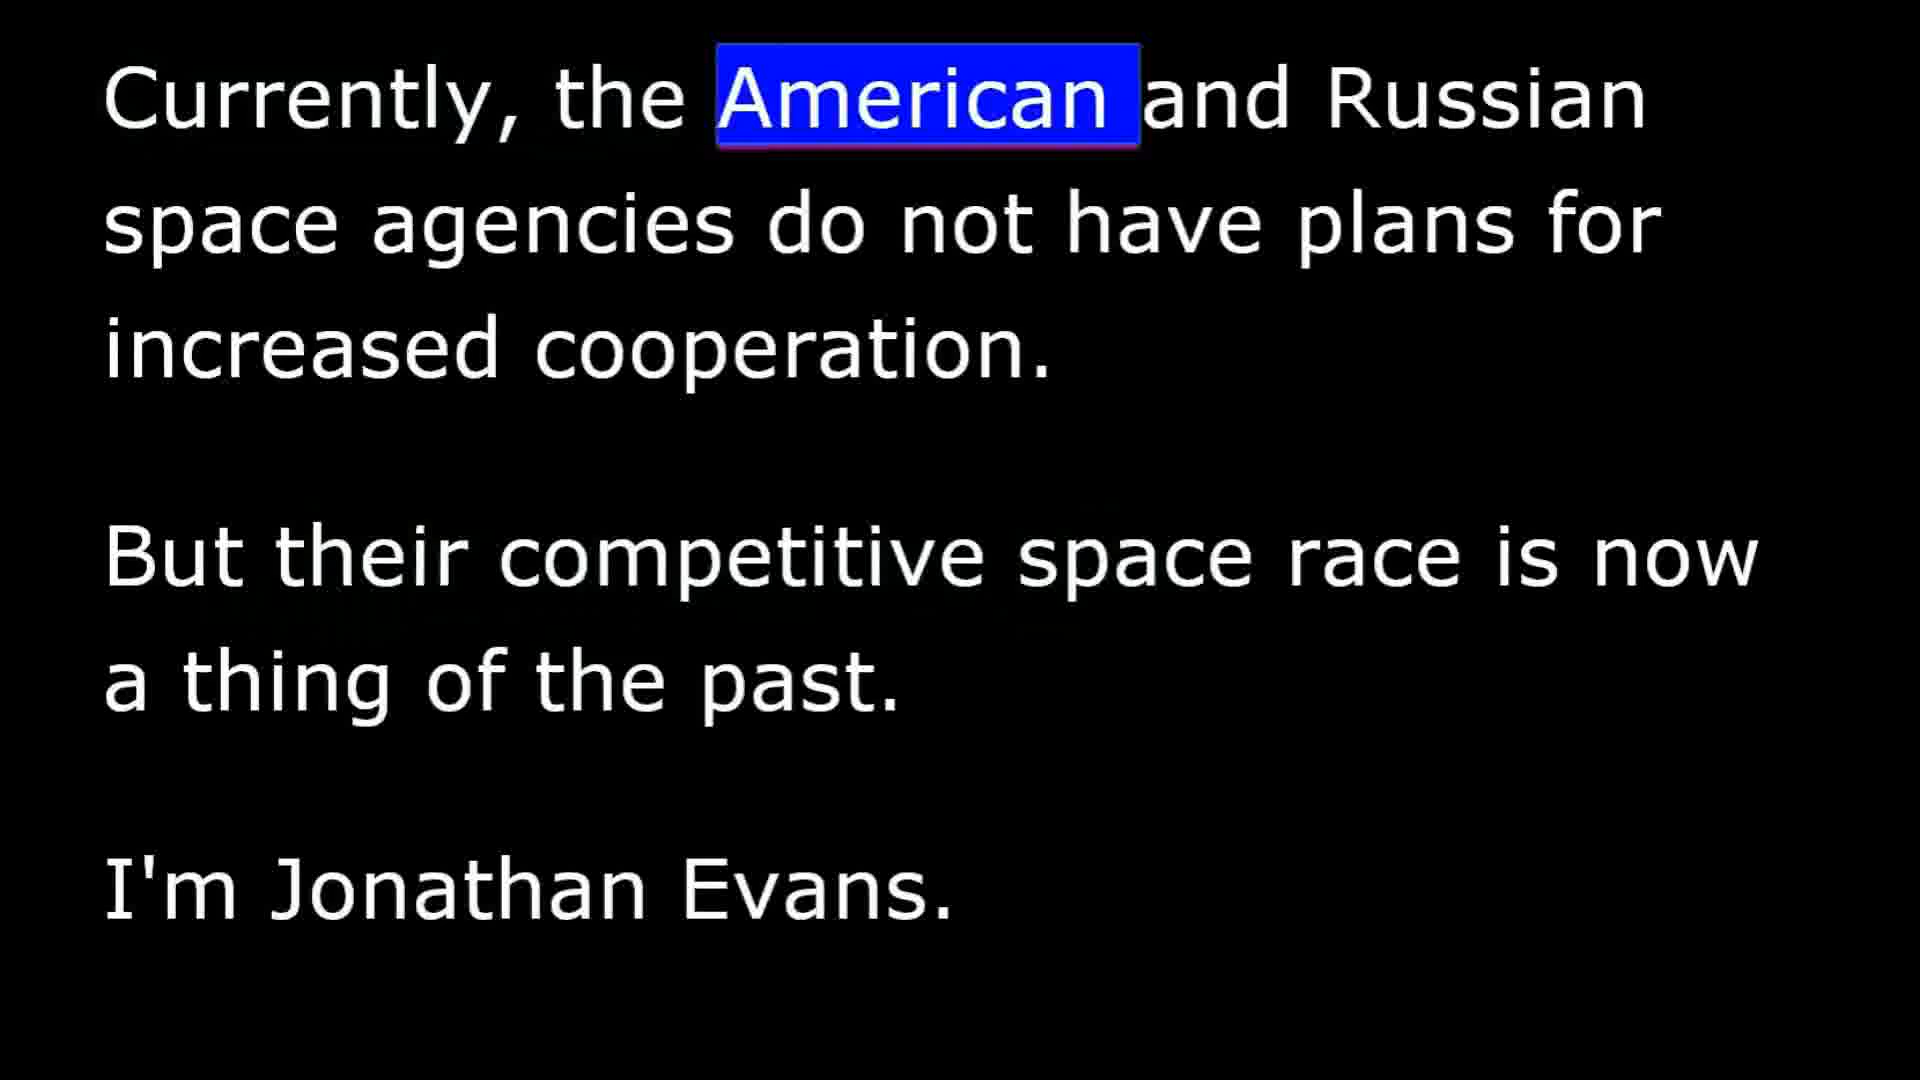 Currently, the American and Russian
space agencies do not have plans for
increased cooperation.
But their competitive space race is now
a thing of the past.
I'm Jonathan Evans.